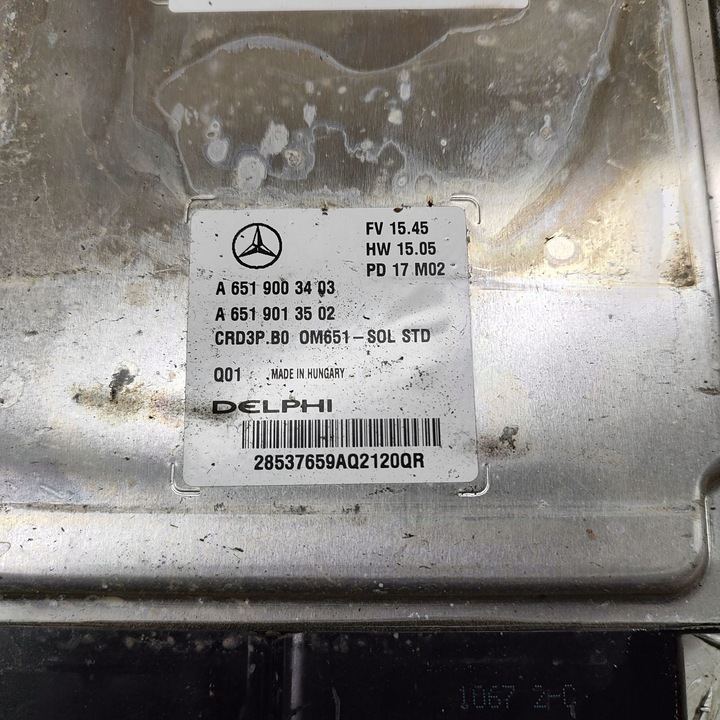 FV 15.45
HW 15.05
PD 17 M02
A 651 900 34 03
A 651 901 35 02
CRD3P.B0 OM651-SOL STD
Q01 MADE IN HUNGARY
DELPHI
28537659AQ2120QR
1067 2-G